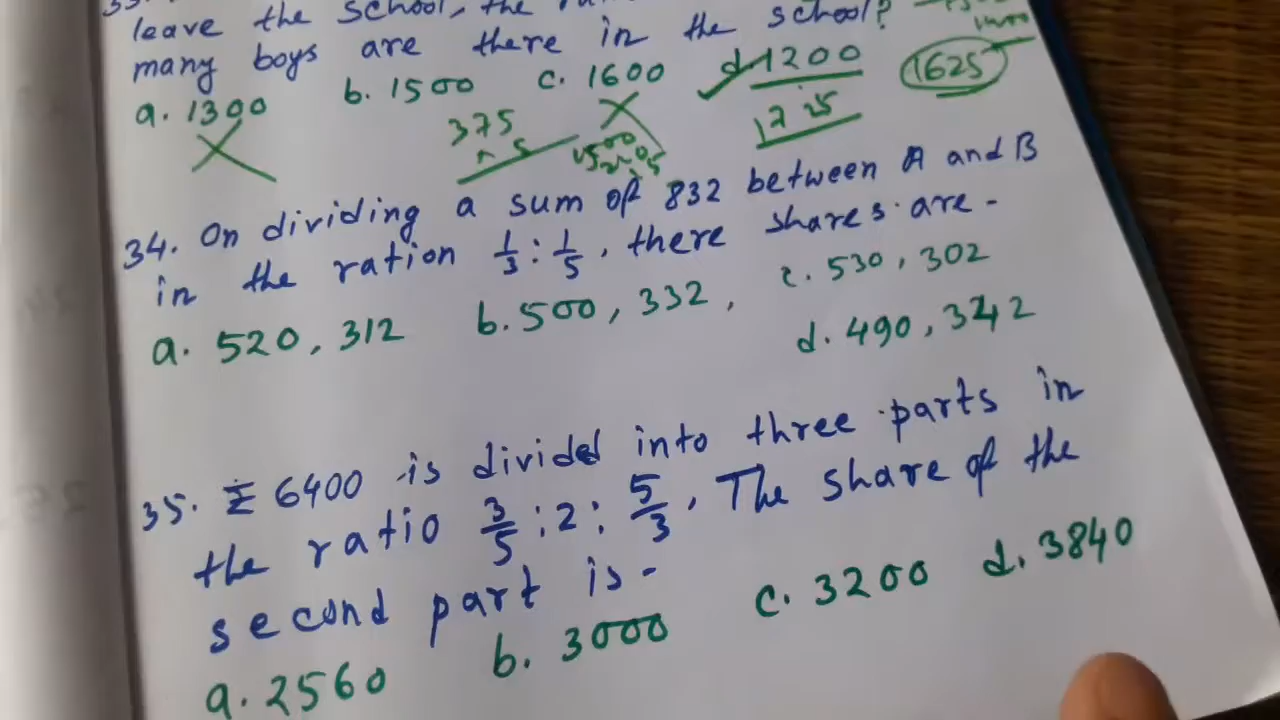 leave the school, the
many boys are there in the school?
a. 1300 b. 1500 c. 1600 d. 1200
1625
375
1725
34. On dividing a sum of 832 between A and B
in the ration 1/3 : 1/5, there shares are -
a. 520, 312 b. 500, 332, c. 530, 302
d. 490, 342
35. ₹ 6400 is divided into three parts in
the ratio 3/5 : 2 : 5/3, The share of the
second part is -
a. 2560 b. 3000 c. 3200 d. 3840